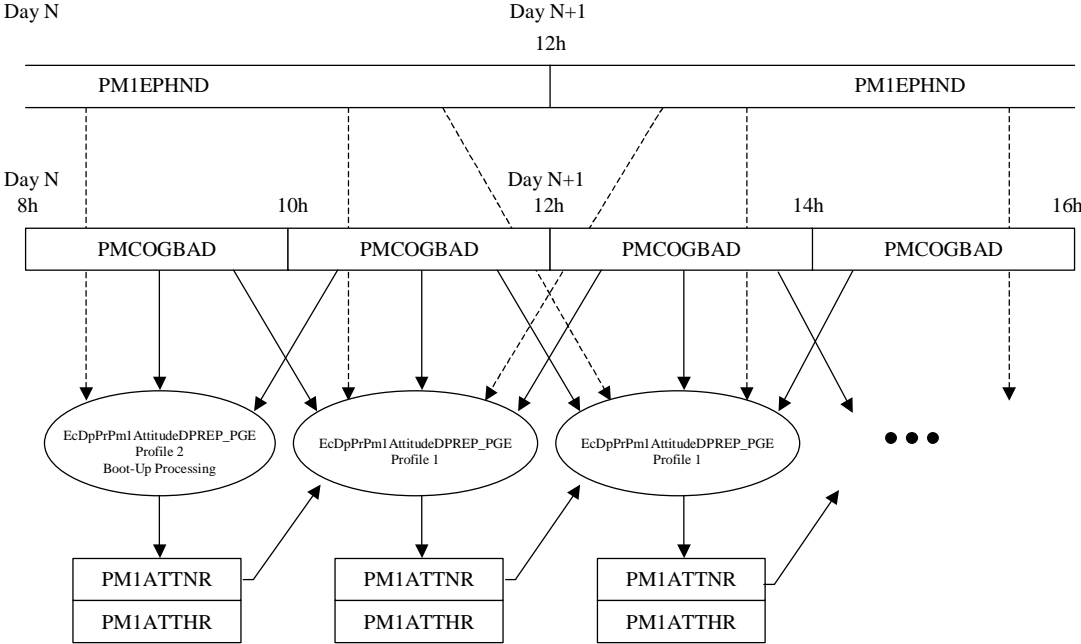 Day N Day N+1
12h
PM1EPHND PM1EPHND
Day N Day N+1
8h 10h 12h 14h 16h
PMCOGBAD PMCOGBAD PMCOGBAD PMCOGBAD
EcDpPrPm1AttitudeDPREP_PGE
Profile 2
Boot-Up Processing
EcDpPrPm1AttitudeDPREP_PGE
Profile 1
EcDpPrPm1AttitudeDPREP_PGE
Profile 1
PM1ATTNR PM1ATTNR PM1ATTNR
PM1ATTHR PM1ATTHR PM1ATTHR